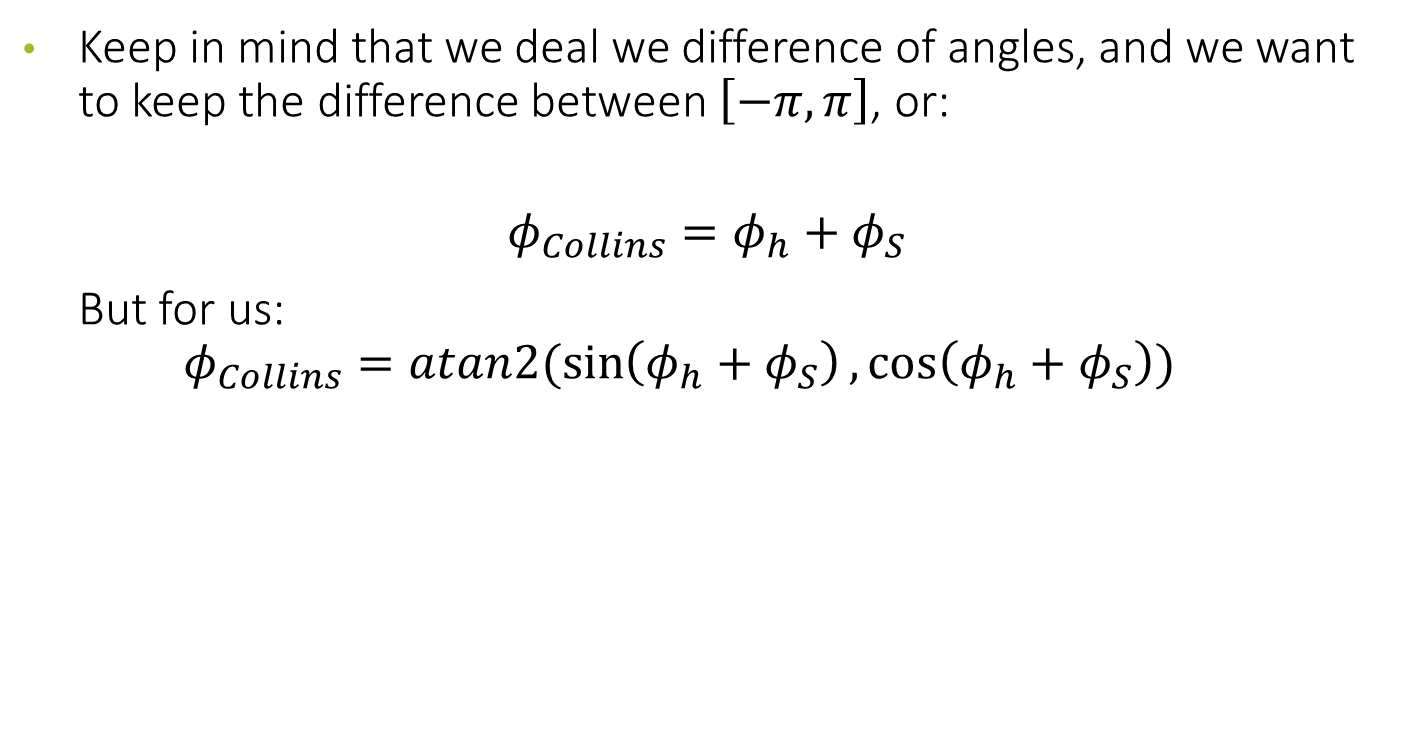 • Keep in mind that we deal we difference of angles, and we want
to keep the difference between [−π, π], or:
ϕ_Collins = ϕ_h + ϕ_S
But for us:
ϕ_Collins = atan2(sin(ϕ_h + ϕ_S), cos(ϕ_h + ϕ_S))